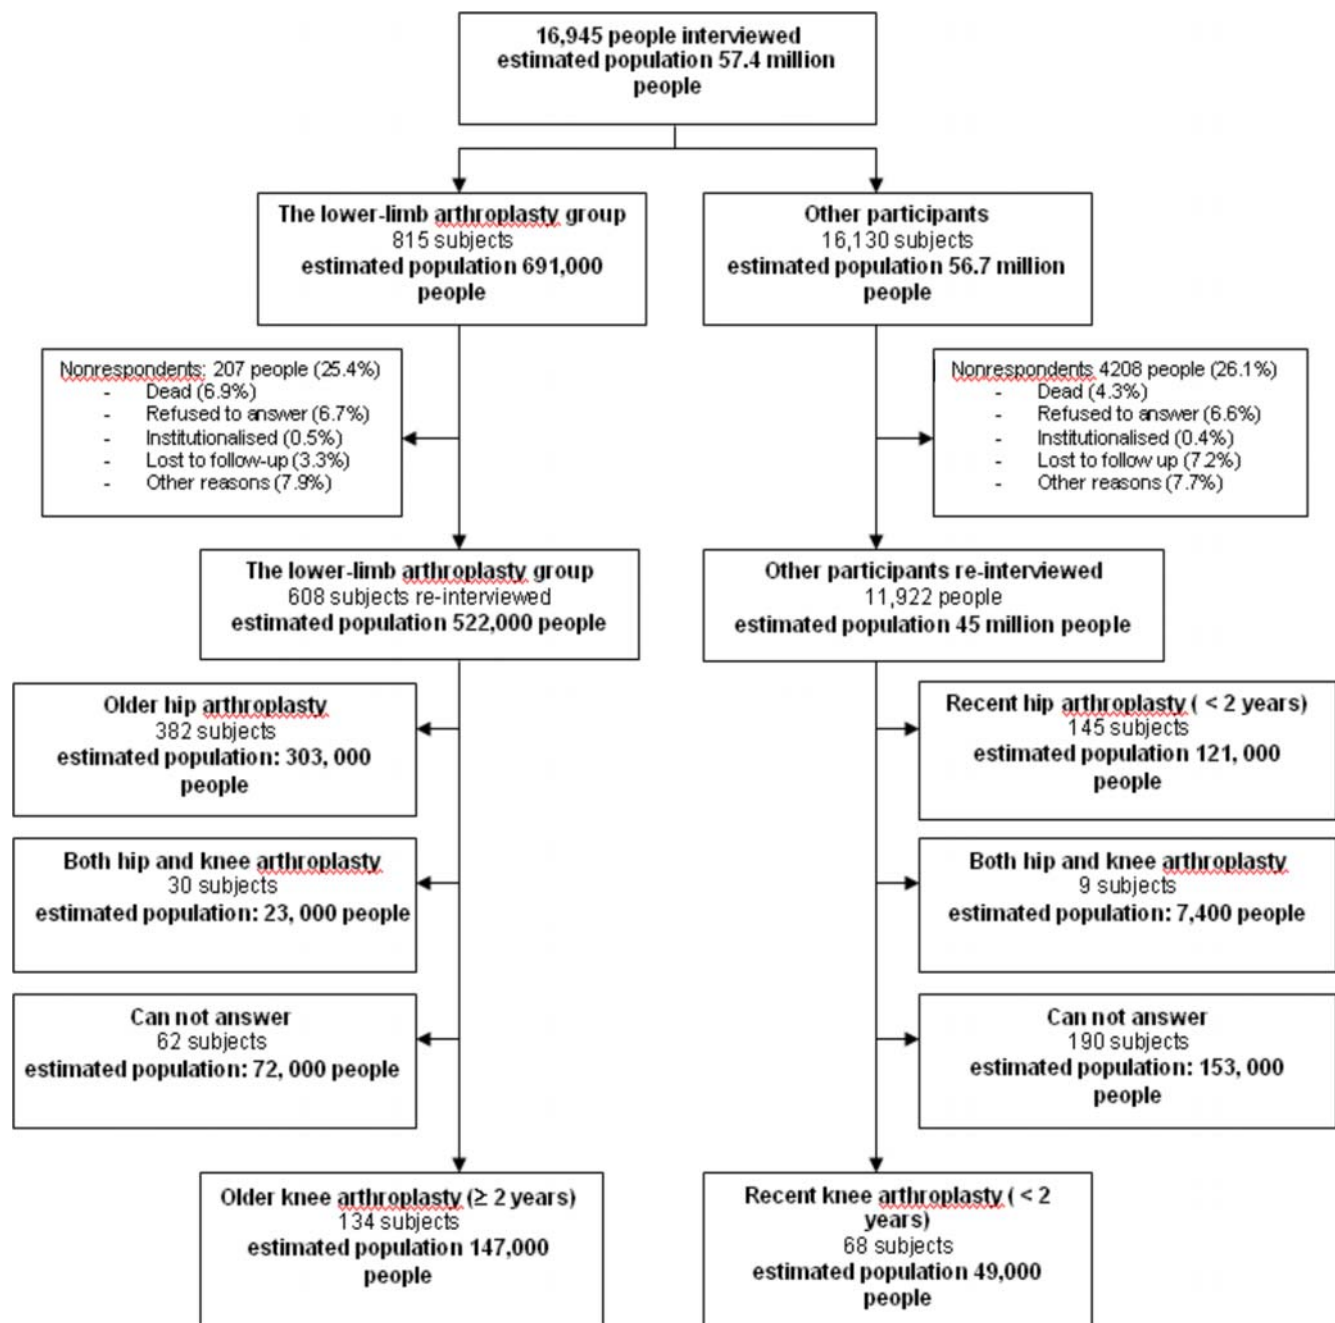 16,945 people interviewed
estimated population 57.4 million
people
The lower-limb arthroplasty group
815 subjects
estimated population 691,000
people
Other participants
16,130 subjects
estimated population 56.7 million
people
Nonrespondents: 207 people (25.4%)
- Dead (6.9%)
- Refused to answer (6.7%)
- Institutionalised (0.5%)
- Lost to follow-up (3.3%)
- Other reasons (7.9%)
Nonrespondents 4208 people (26.1%)
- Dead (4.3%)
- Refused to answer (6.6%)
- Institutionalised (0.4%)
- Lost to follow up (7.2%)
- Other reasons (7.7%)
The lower-limb arthroplasty group
608 subjects re-interviewed
estimated population 522,000 people
Other participants re-interviewed
11,922 people
estimated population 45 million people
Older hip arthroplasty
382 subjects
estimated population: 303, 000
people
Recent hip arthroplasty ( < 2 years)
145 subjects
estimated population 121, 000
people
Both hip and knee arthroplasty
30 subjects
estimated population: 23, 000 people
Both hip and knee arthroplasty
9 subjects
estimated population: 7,400 people
Can not answer
62 subjects
estimated population: 72, 000 people
Can not answer
190 subjects
estimated population: 153, 000
people
Older knee arthroplasty (≥ 2 years)
134 subjects
estimated population 147,000
people
Recent knee arthroplasty ( < 2
years)
68 subjects
estimated population 49,000
people